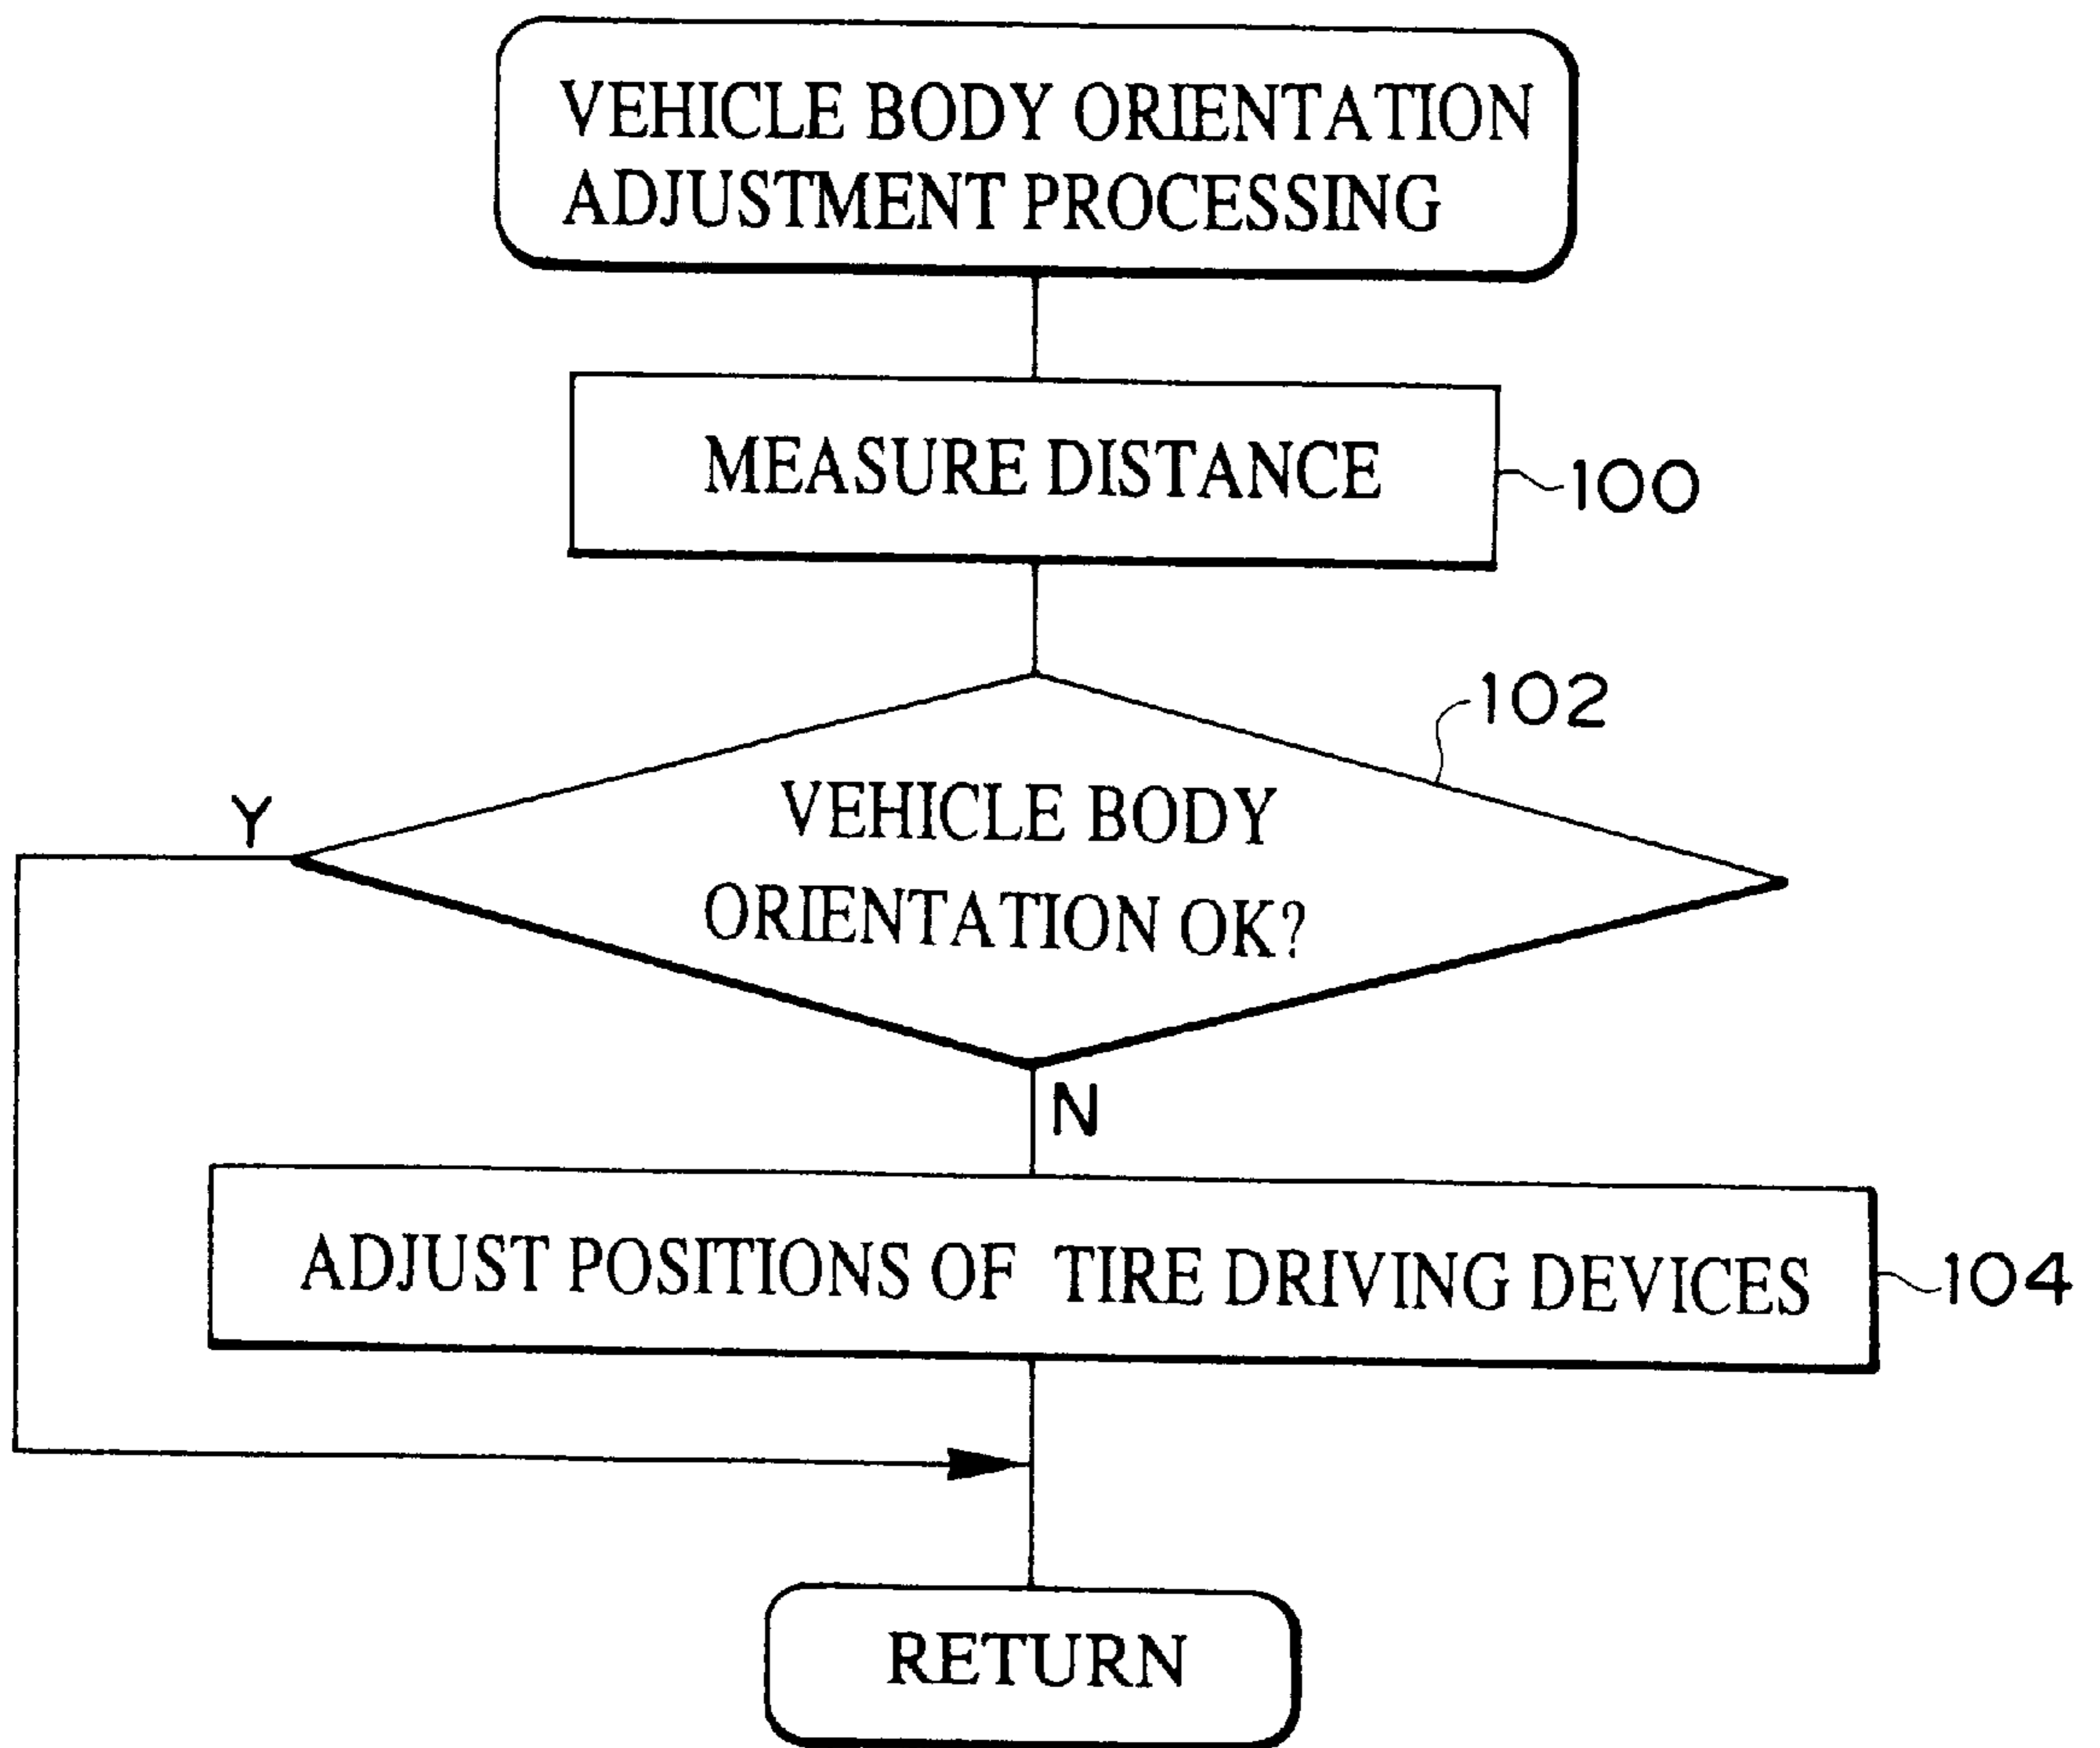 VEHICLE BODY ORIENTATION
ADJUSTMENT PROCESSING
MEASURE DISTANCE
100
102
VEHICLE BODY
ORIENTATION OK?
Y
N
ADJUST POSITIONS OF TIRE DRIVING DEVICES
104
RETURN